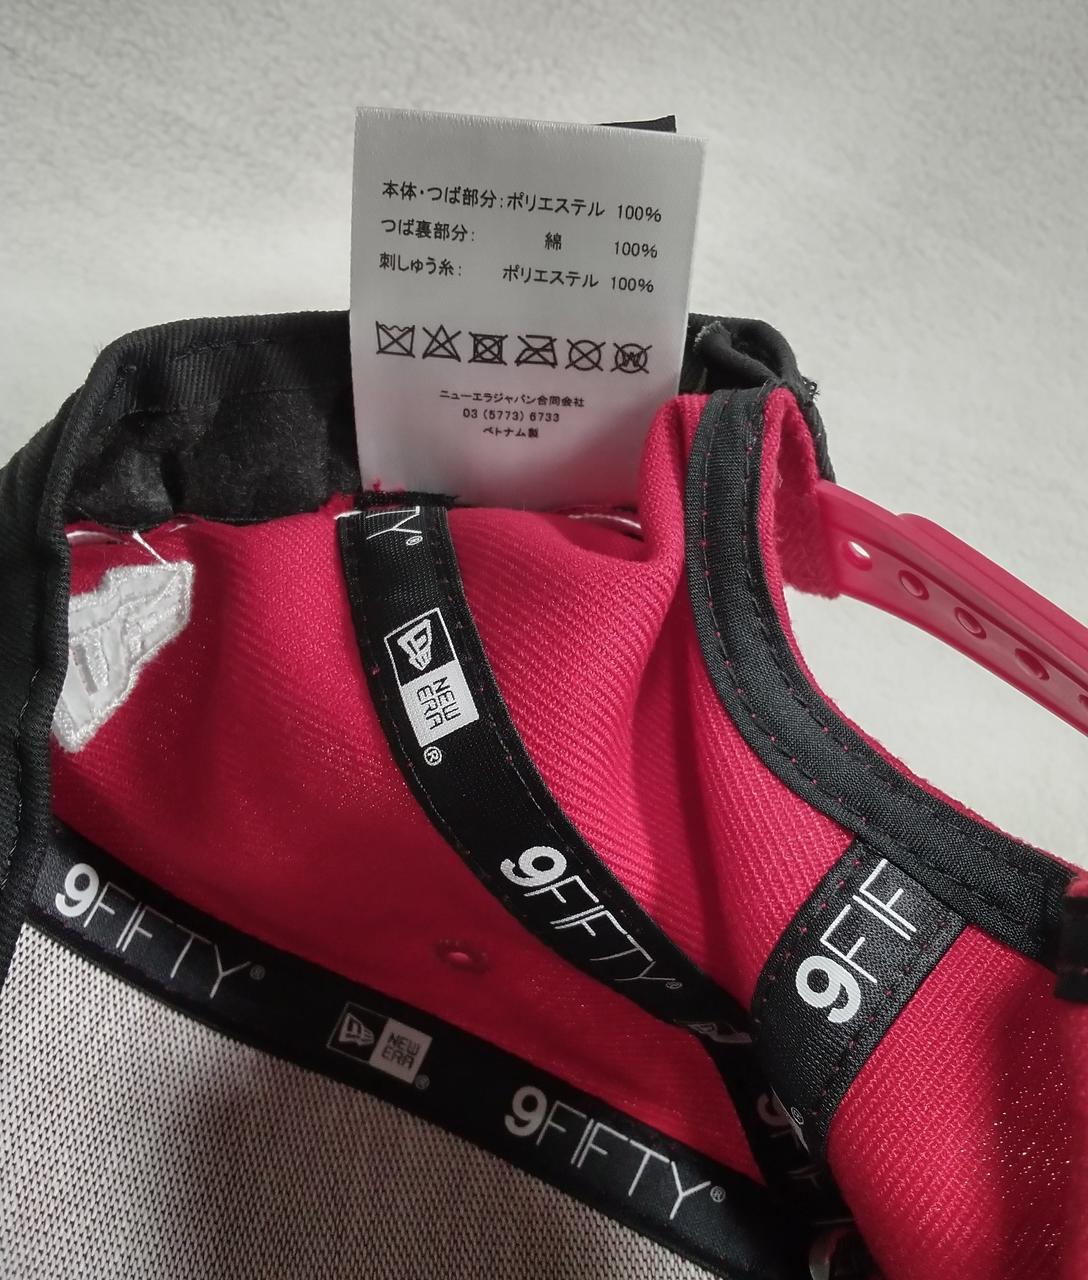 本体・つば部分：ポリエステル 100%
つば裏部分： 綿 100%
刺しゅう糸： ポリエステル 100%
W
ニューエラジャパン合同会社
03 (5773) 6733
ベトナム製
TY®
NEW
ERA®
9FIFTY®
9FIF
9FIFTY®
NEW
ERA®
9FIFTY®